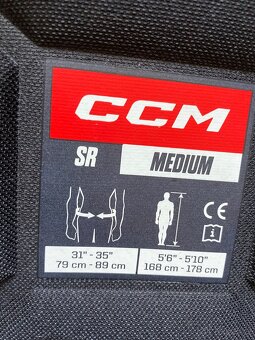 CCM
SR MEDIUM
31" - 35" 5'6" - 5'10"
79 cm - 89 cm 168 cm - 178 cm
CE
i